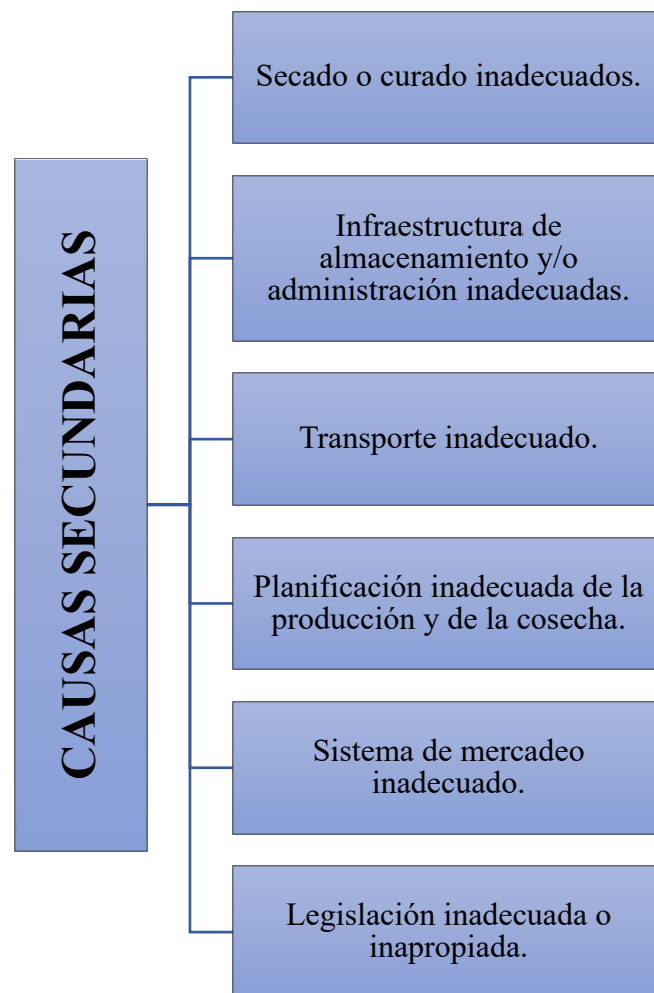 CAUSAS SECUNDARIAS
Secado o curado inadecuados.
Infraestructura de
almacenamiento y/o
administración inadecuadas.
Transporte inadecuado.
Planificación inadecuada de la
producción y de la cosecha.
Sistema de mercadeo
inadecuado.
Legislación inadecuada o
inapropiada.